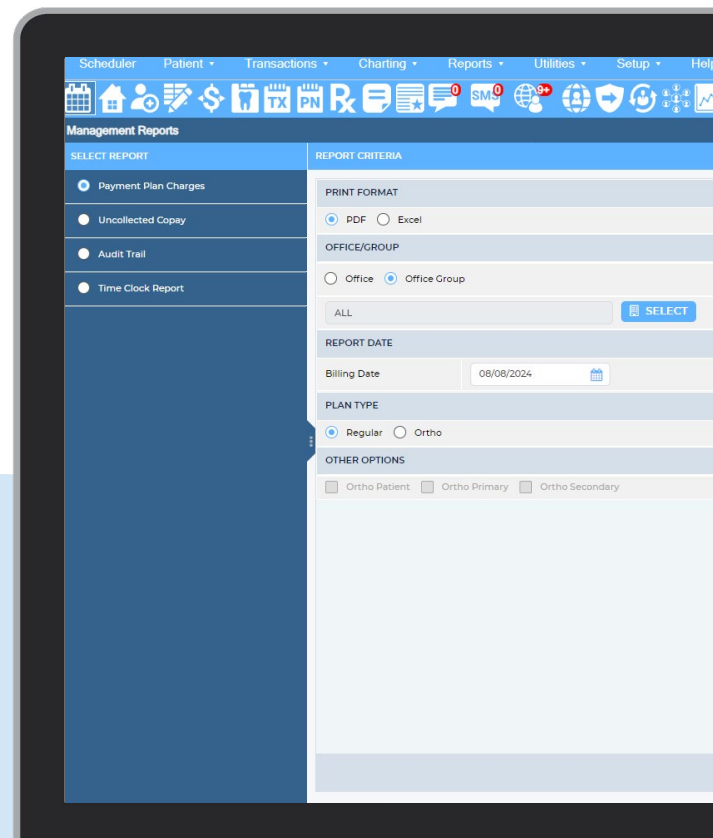 Scheduler Patient Transactions Charting Reports Utilities Setup Help
TX PN Rx 0 SMS 0 9+
Management Reports
SELECT REPORT
Payment Plan Charges
Uncollected Copay
Audit Trail
Time Clock Report
REPORT CRITERIA
PRINT FORMAT
PDF Excel
OFFICE/GROUP
Office Office Group
ALL SELECT
REPORT DATE
Billing Date 08/08/2024
PLAN TYPE
Regular Ortho
OTHER OPTIONS
Ortho Patient Ortho Primary Ortho Secondary